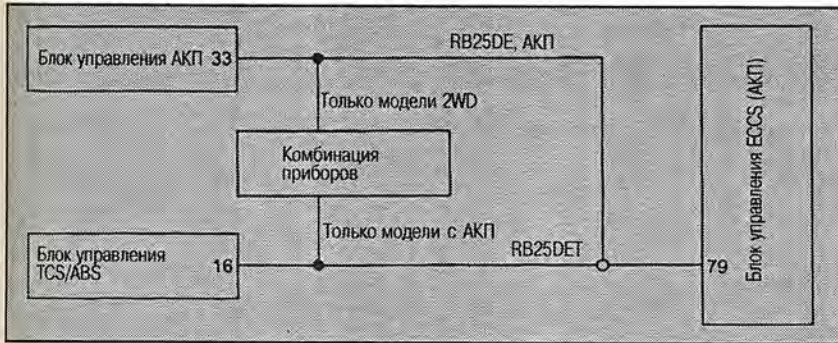 Блок управления АКП 33
RB25DE, АКП
Только модели 2WD
Комбинация
приборов
Только модели с АКП
Блок управления
TCS/ABS
16
RB25DET
79
Блок управления ECCS (АКП)